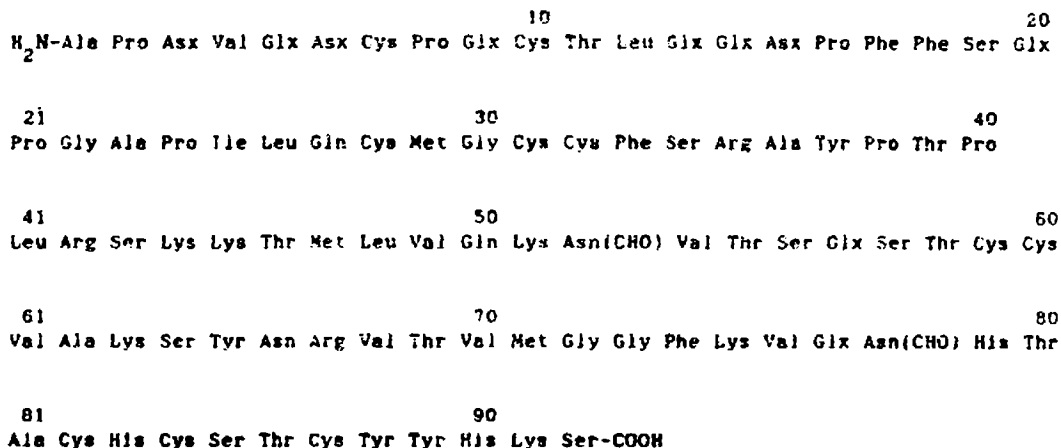 10 20
H2N-Ala Pro Asx Val Glx Asx Cys Pro Glx Cys Thr Leu Glx Glx Asx Pro Phe Phe Ser Glx
21 30 40
Pro Gly Ala Pro Ile Leu Gln Cys Met Gly Cys Cys Phe Ser Arg Ala Tyr Pro Thr Pro
41 50 60
Leu Arg Ser Lys Lys Thr Met Leu Val Gln Lys Asn(CHO) Val Thr Ser Glx Ser Thr Cys Cys
61 70 80
Val Ala Lys Ser Tyr Asn Arg Val Thr Val Met Gly Gly Phe Lys Val Glx Asn(CHO) His Thr
81 90
Ala Cys His Cys Ser Thr Cys Tyr Tyr His Lys Ser-COOH